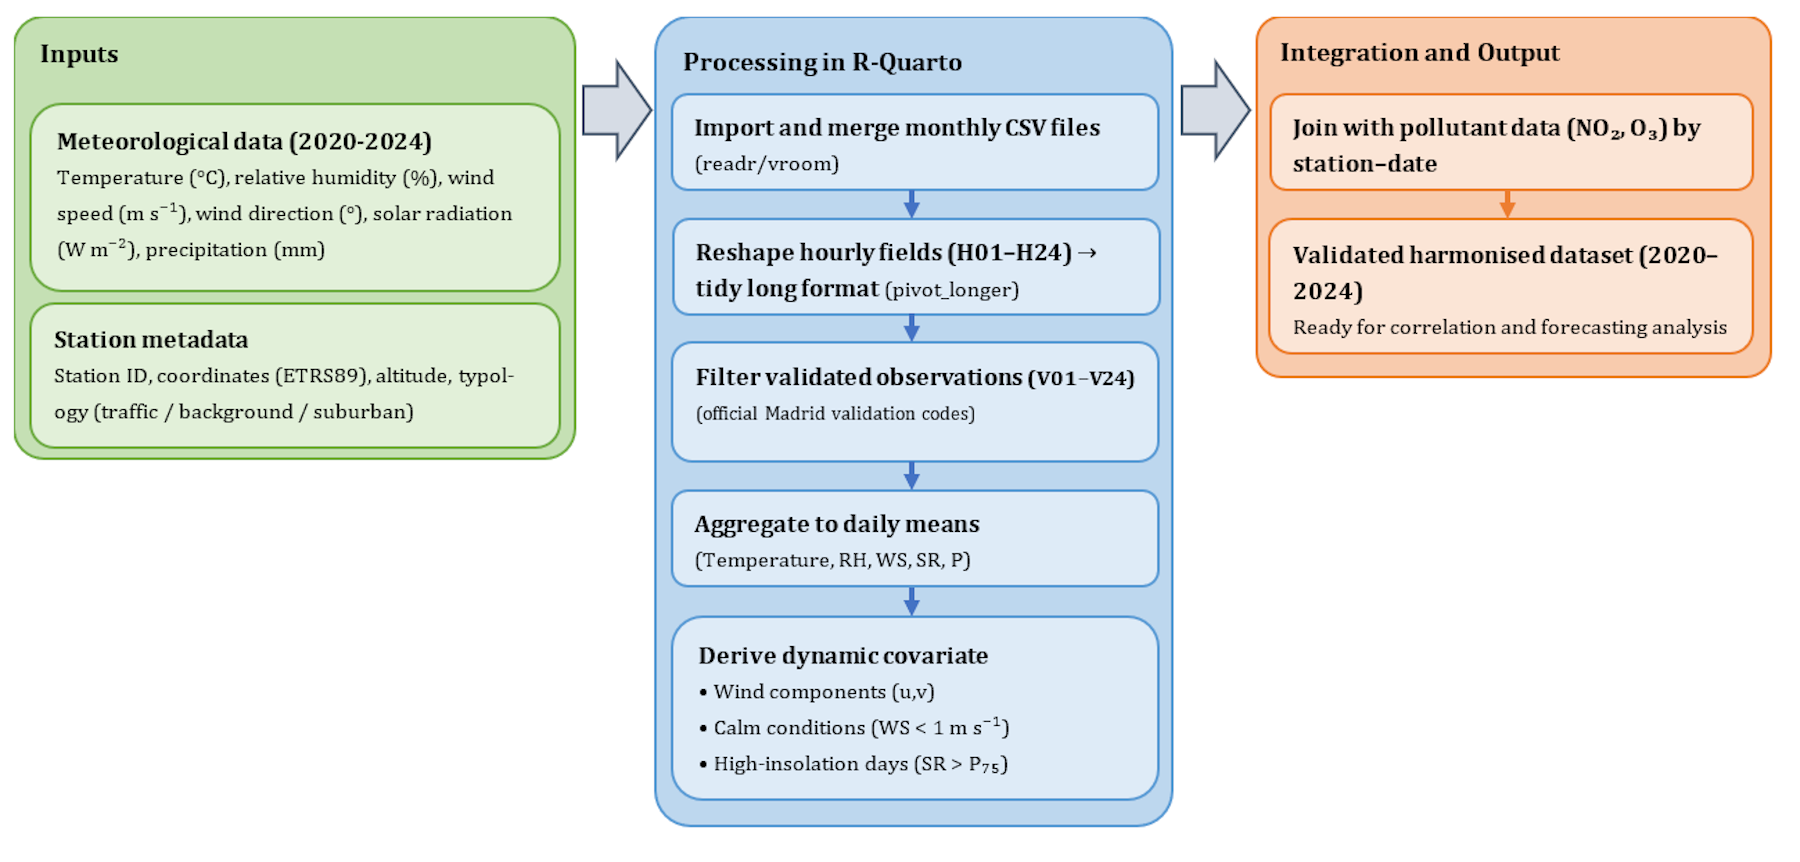 Inputs
Meteorological data (2020-2024)
Temperature (°C), relative humidity (%), wind
speed (m s⁻¹), wind direction (°), solar radiation
(W m⁻²), precipitation (mm)
Station metadata
Station ID, coordinates (ETRS89), altitude, typol-
ogy (traffic / background / suburban)
Processing in R-Quarto
Import and merge monthly CSV files
(readr/vroom)
Reshape hourly fields (H01–H24) →
tidy long format (pivot_longer)
Filter validated observations (V01–V24)
(official Madrid validation codes)
Aggregate to daily means
(Temperature, RH, WS, SR, P)
Derive dynamic covariate
• Wind components (u,v)
• Calm conditions (WS < 1 m s⁻¹)
• High-insolation days (SR > P₇₅)
Integration and Output
Join with pollutant data (NO₂, O₃) by
station–date
Validated harmonised dataset (2020–
2024)
Ready for correlation and forecasting analysis